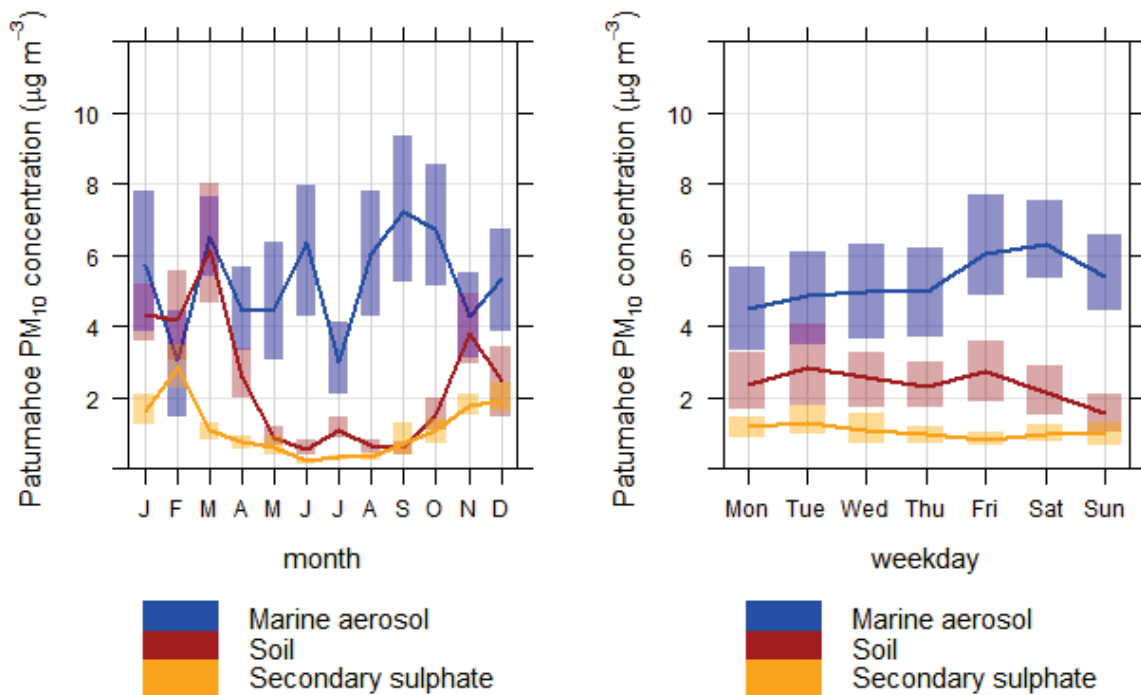 Patumahoe PM₁₀ concentration (µg m⁻³)
10
8
6
4
2
J F M A M J J A S O N D
month
Marine aerosol
Soil
Secondary sulphate
Patumahoe PM₁₀ concentration (µg m⁻³)
10
8
6
4
2
Mon Tue Wed Thu Fri Sat Sun
weekday
Marine aerosol
Soil
Secondary sulphate